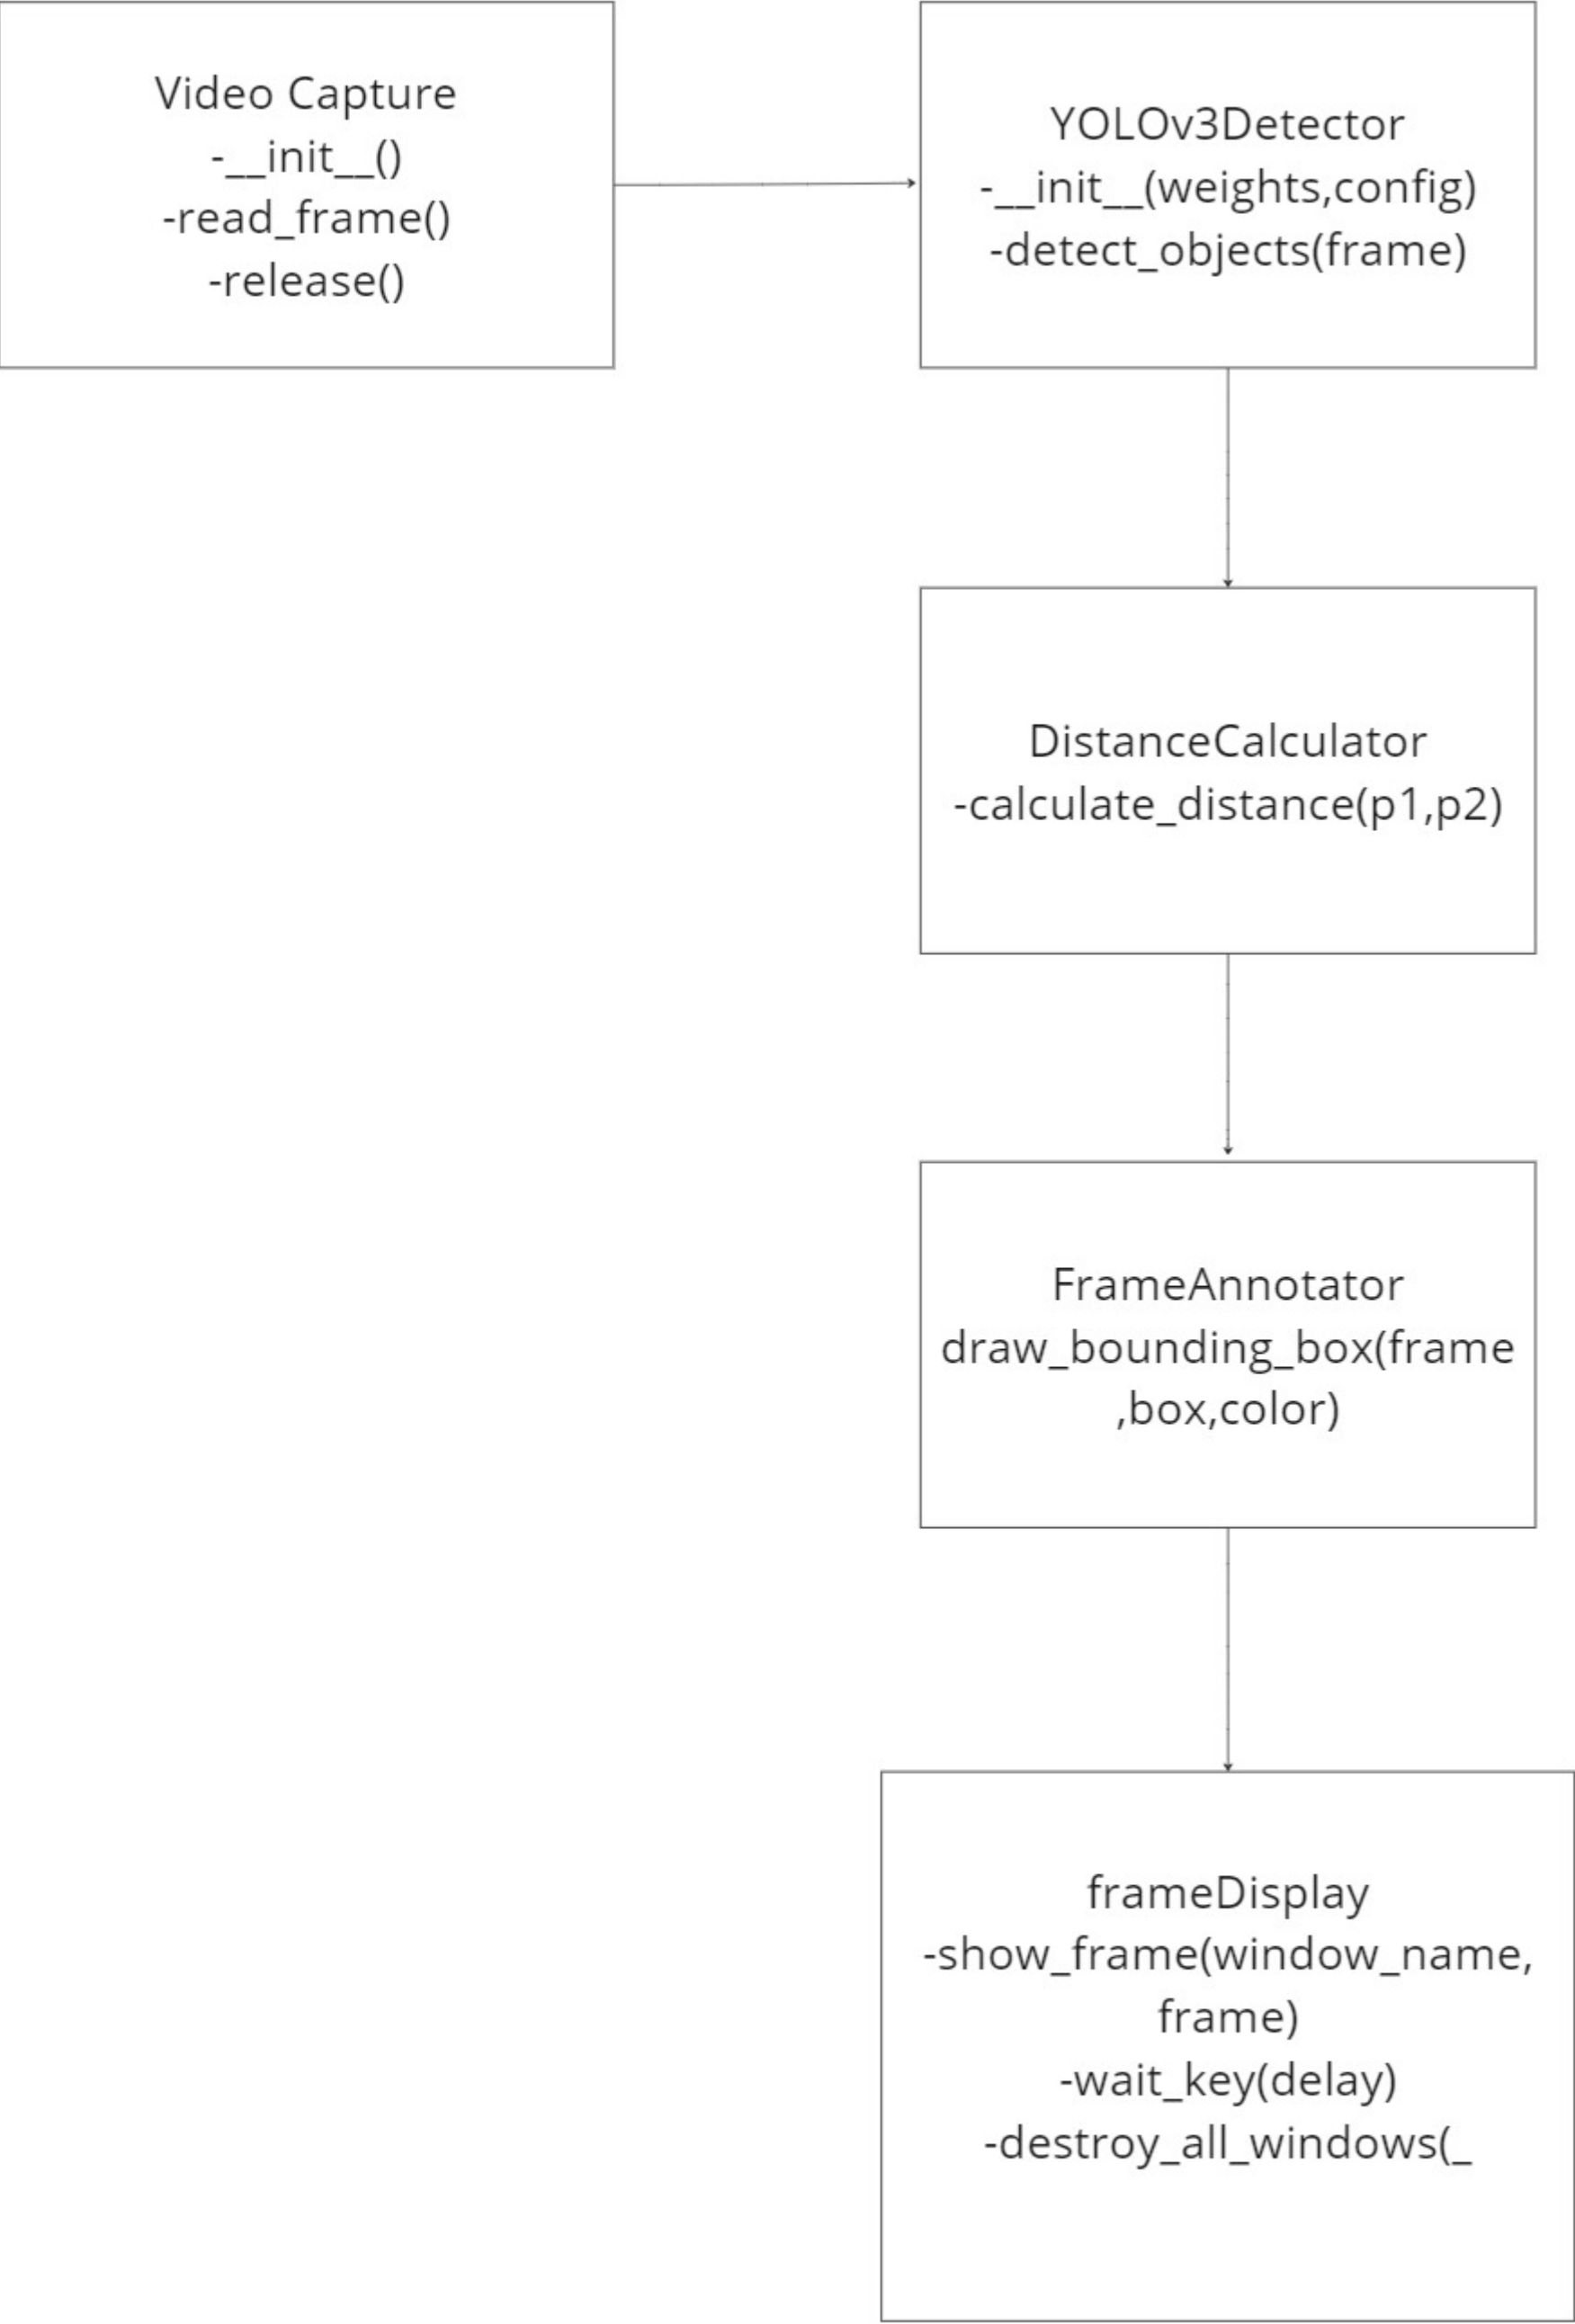 Video Capture
-__init__()
-read_frame()
-release()
YOLOv3Detector
-__init__(weights,config)
-detect_objects(frame)
DistanceCalculator
-calculate_distance(p1,p2)
FrameAnnotator
draw_bounding_box(frame
,box,color)
frameDisplay
-show_frame(window_name,
frame)
-wait_key(delay)
-destroy_all_windows(_